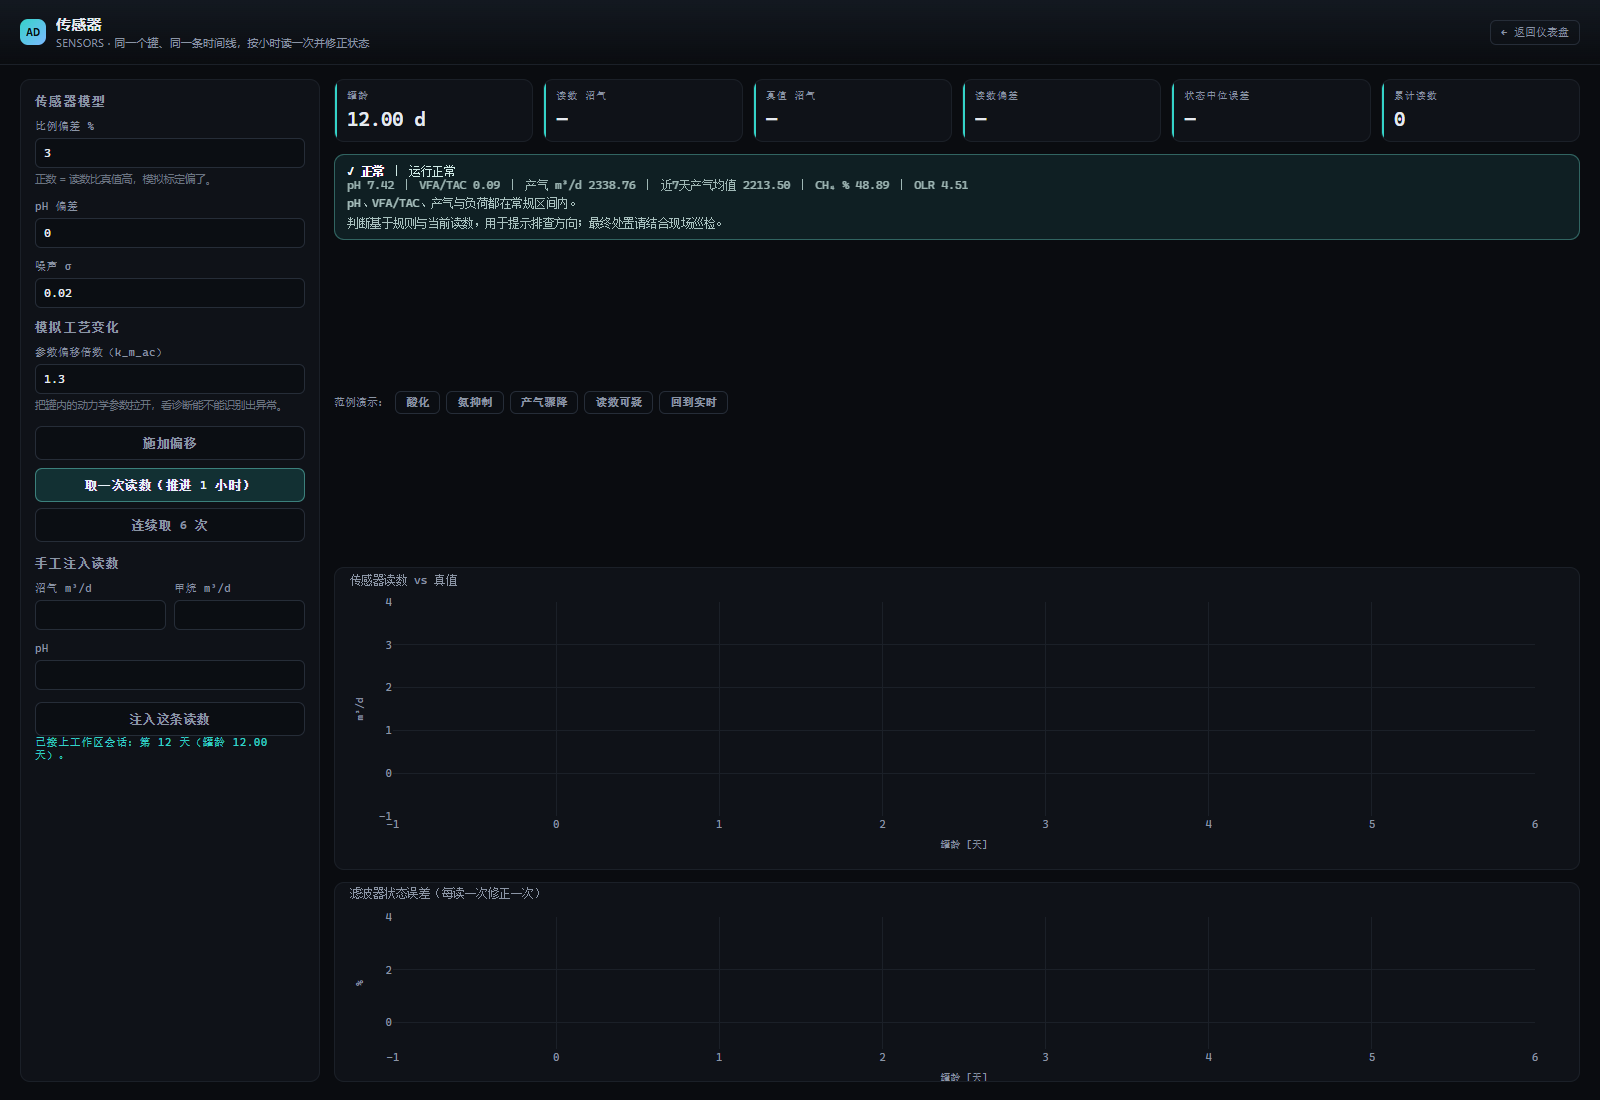 AD
传感器
SENSORS · 同一个罐、同一条时间线，按小时读一次并修正状态
← 返回仪表盘
传感器模型
比例偏差 %
3
正数 = 读数比真值高，模拟标定偏了。
pH 偏差
0
噪声 σ
0.02
模拟工艺变化
参数偏移倍数（k_m_ac）
1.3
把罐内的动力学参数拉开，看诊断能不能识别出异常。
施加偏移
取一次读数（推进 1 小时）
连续取 6 次
手工注入读数
沼气 m³/d
甲烷 m³/d
pH
注入这条读数
已接上工作区会话：第 12 天（罐龄 12.00 天）。
罐龄
12.00 d
读数 沼气
—
真值 沼气
—
读数偏差
—
状态中位误差
—
累计读数
0
✓ 正常 | 运行正常
pH 7.42 | VFA/TAC 0.09 | 产气 m³/d 2338.76 | 近7天产气均值 2213.50 | CH₄ % 48.89 | OLR 4.51
pH、VFA/TAC、产气与负荷都在常规区间内。
判断基于规则与当前读数，用于提示排查方向；最终处置请结合现场巡检。
范例演示：
酸化
氨抑制
产气骤降
读数可疑
回到实时
传感器读数 vs 真值
4
3
2
1
0
−1
m³/d
−1
0
1
2
3
4
5
6
罐龄 [天]
滤波器状态误差（每读一次修正一次）
4
2
0
%
−1
0
1
2
3
4
5
6
罐龄 [天]